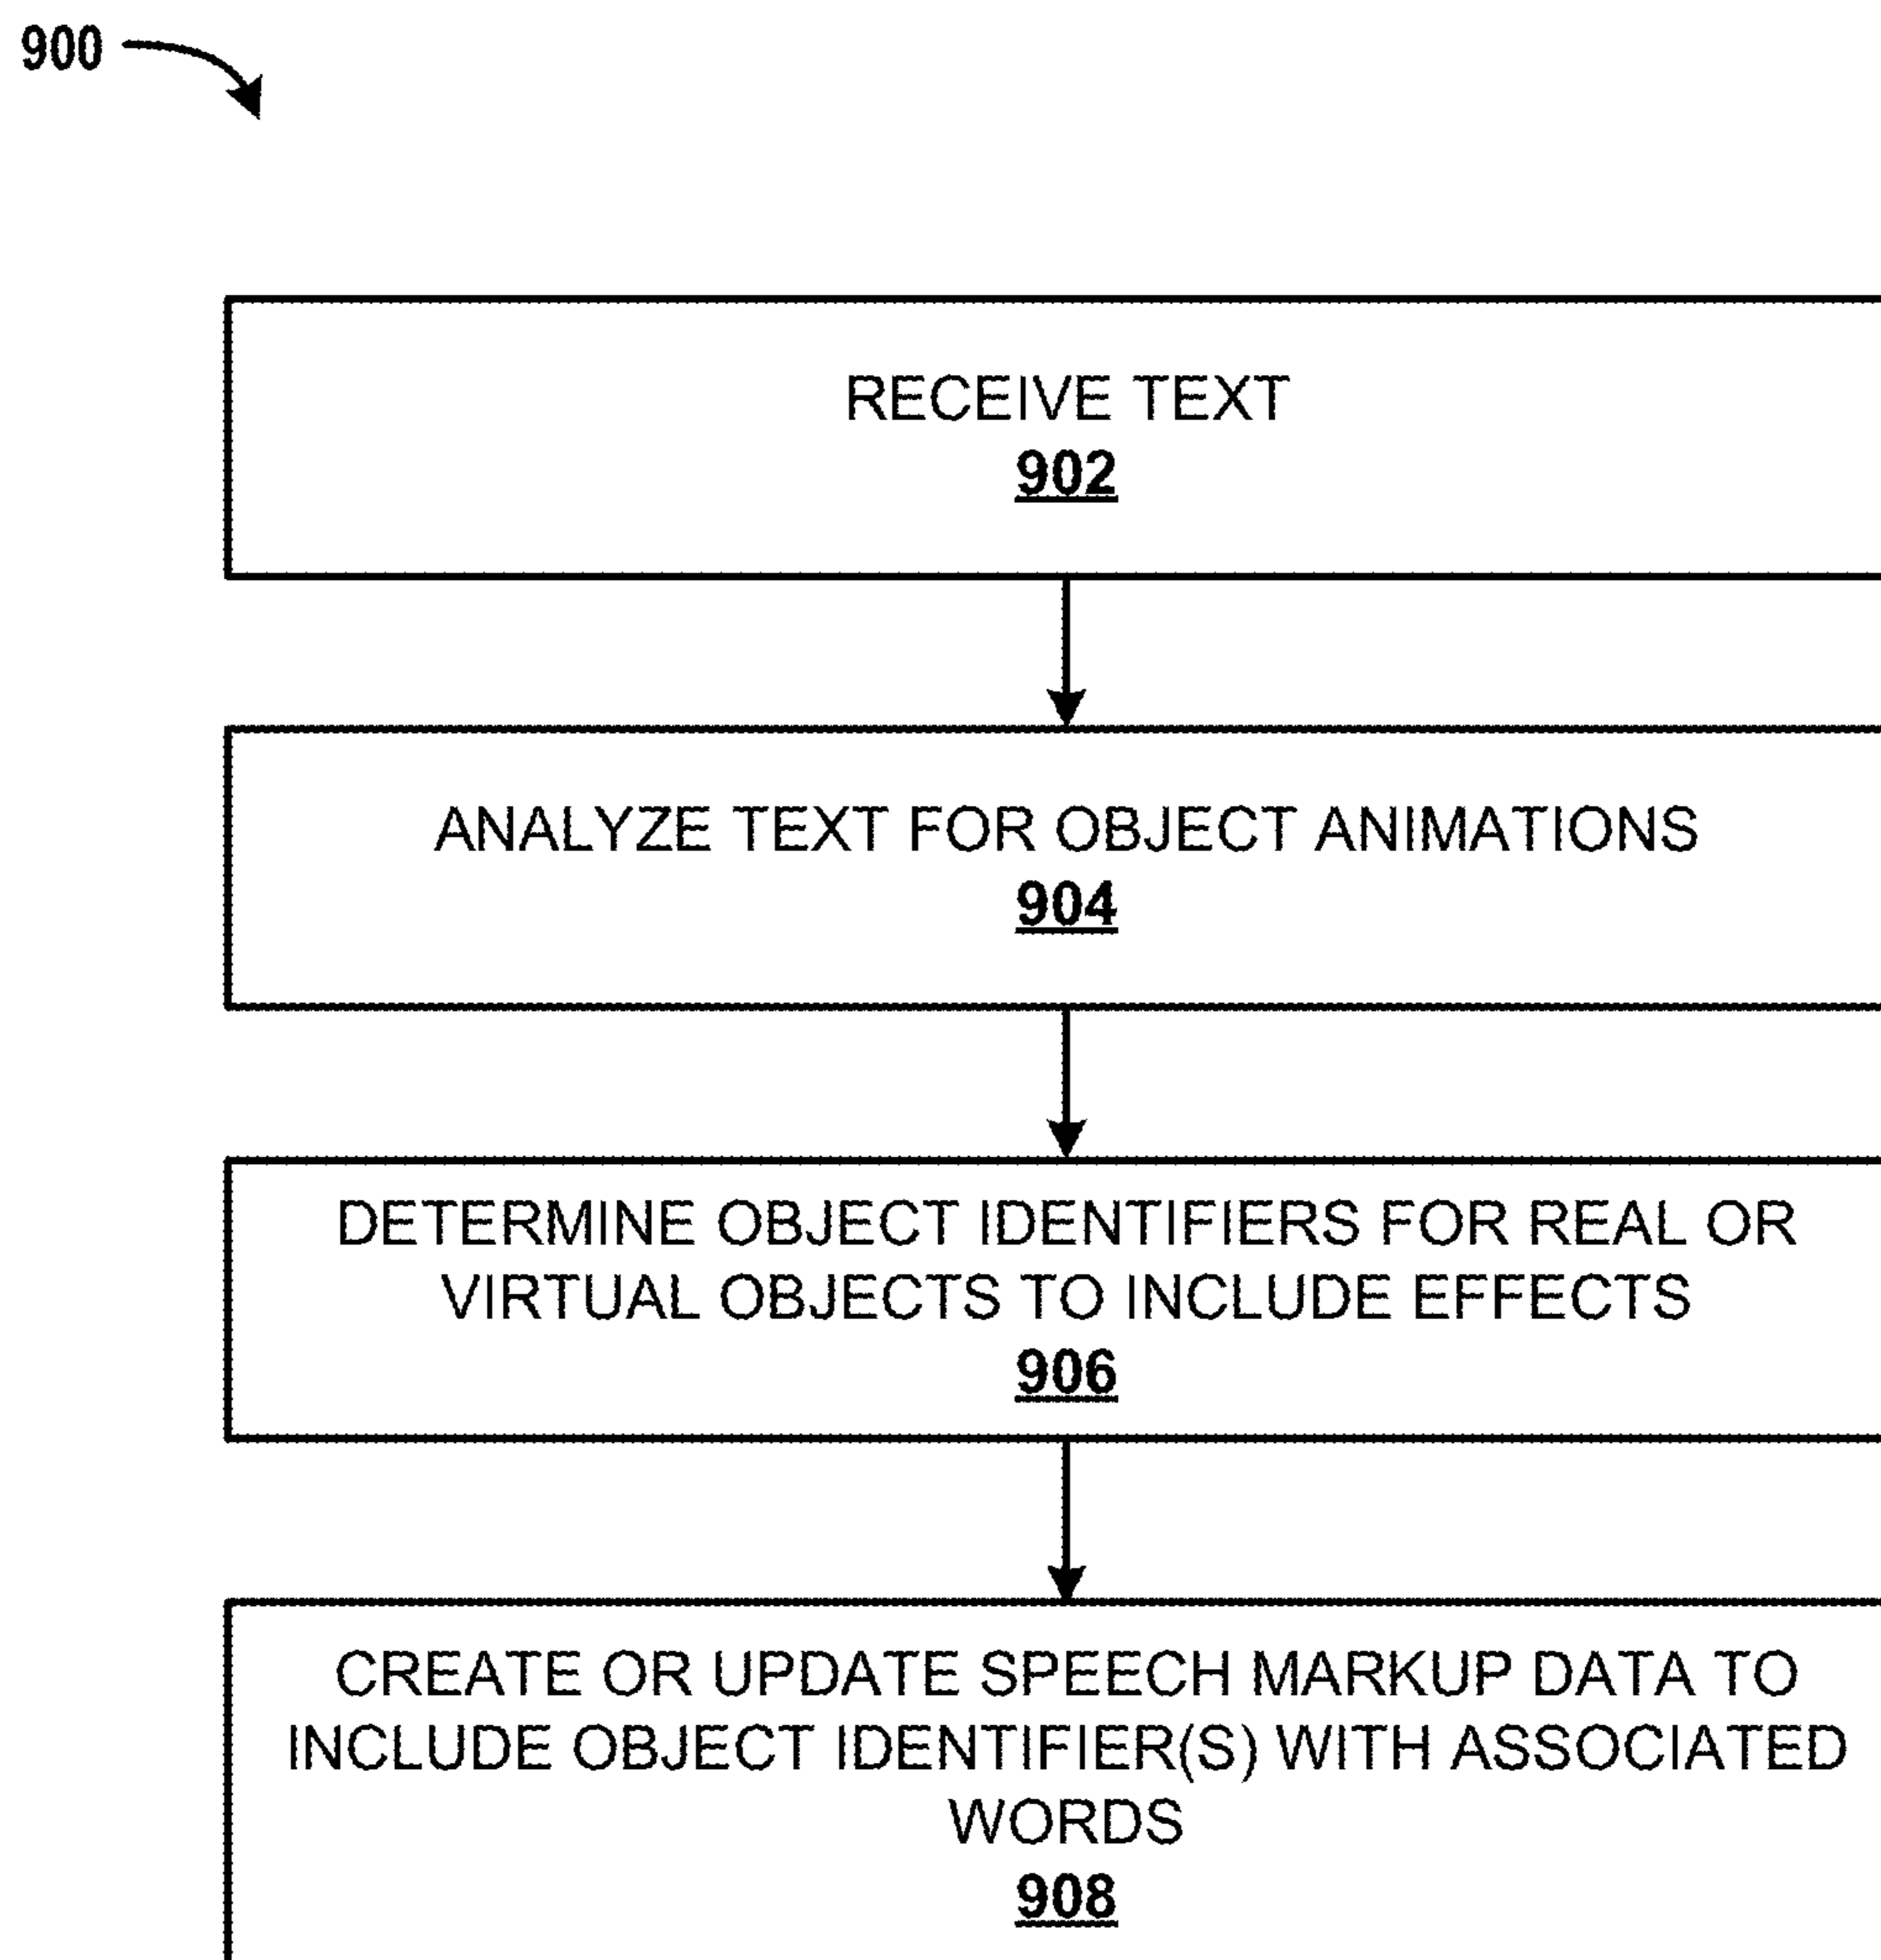 900
RECEIVE TEXT
902
ANALYZE TEXT FOR OBJECT ANIMATIONS
904
DETERMINE OBJECT IDENTIFIERS FOR REAL OR
VIRTUAL OBJECTS TO INCLUDE EFFECTS
906
CREATE OR UPDATE SPEECH MARKUP DATA TO
INCLUDE OBJECT IDENTIFIER(S) WITH ASSOCIATED
WORDS
908